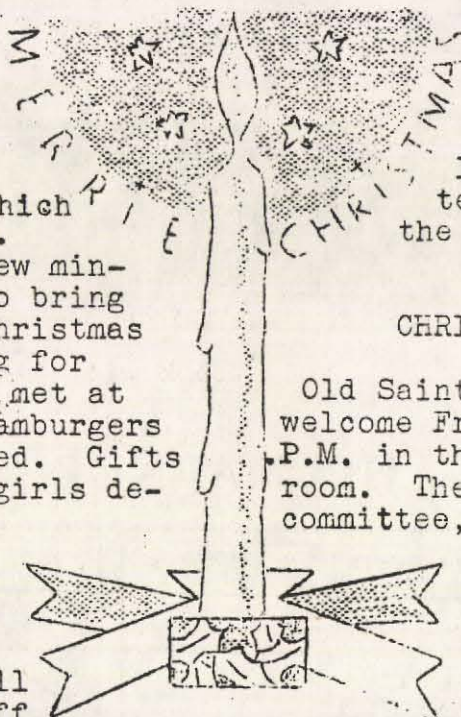 MERRIE CHRISTMAS
hich
.
ew min-
o bring
hristmas
g for
met at
amburgers
ed. Gifts
girls de-
ll
ff
te
the
CHRI
Old Saint
welcome Fr
.P.M. in th
room. The
committee,